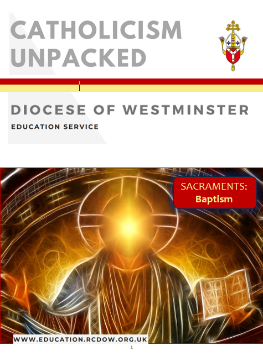 CATHOLICISM
UNPACKED
DIOCESE OF WESTMINSTER
EDUCATION SERVICE
SACRAMENTS:
Baptism
WWW.EDUCATION.RCDOW.ORG.UK
1